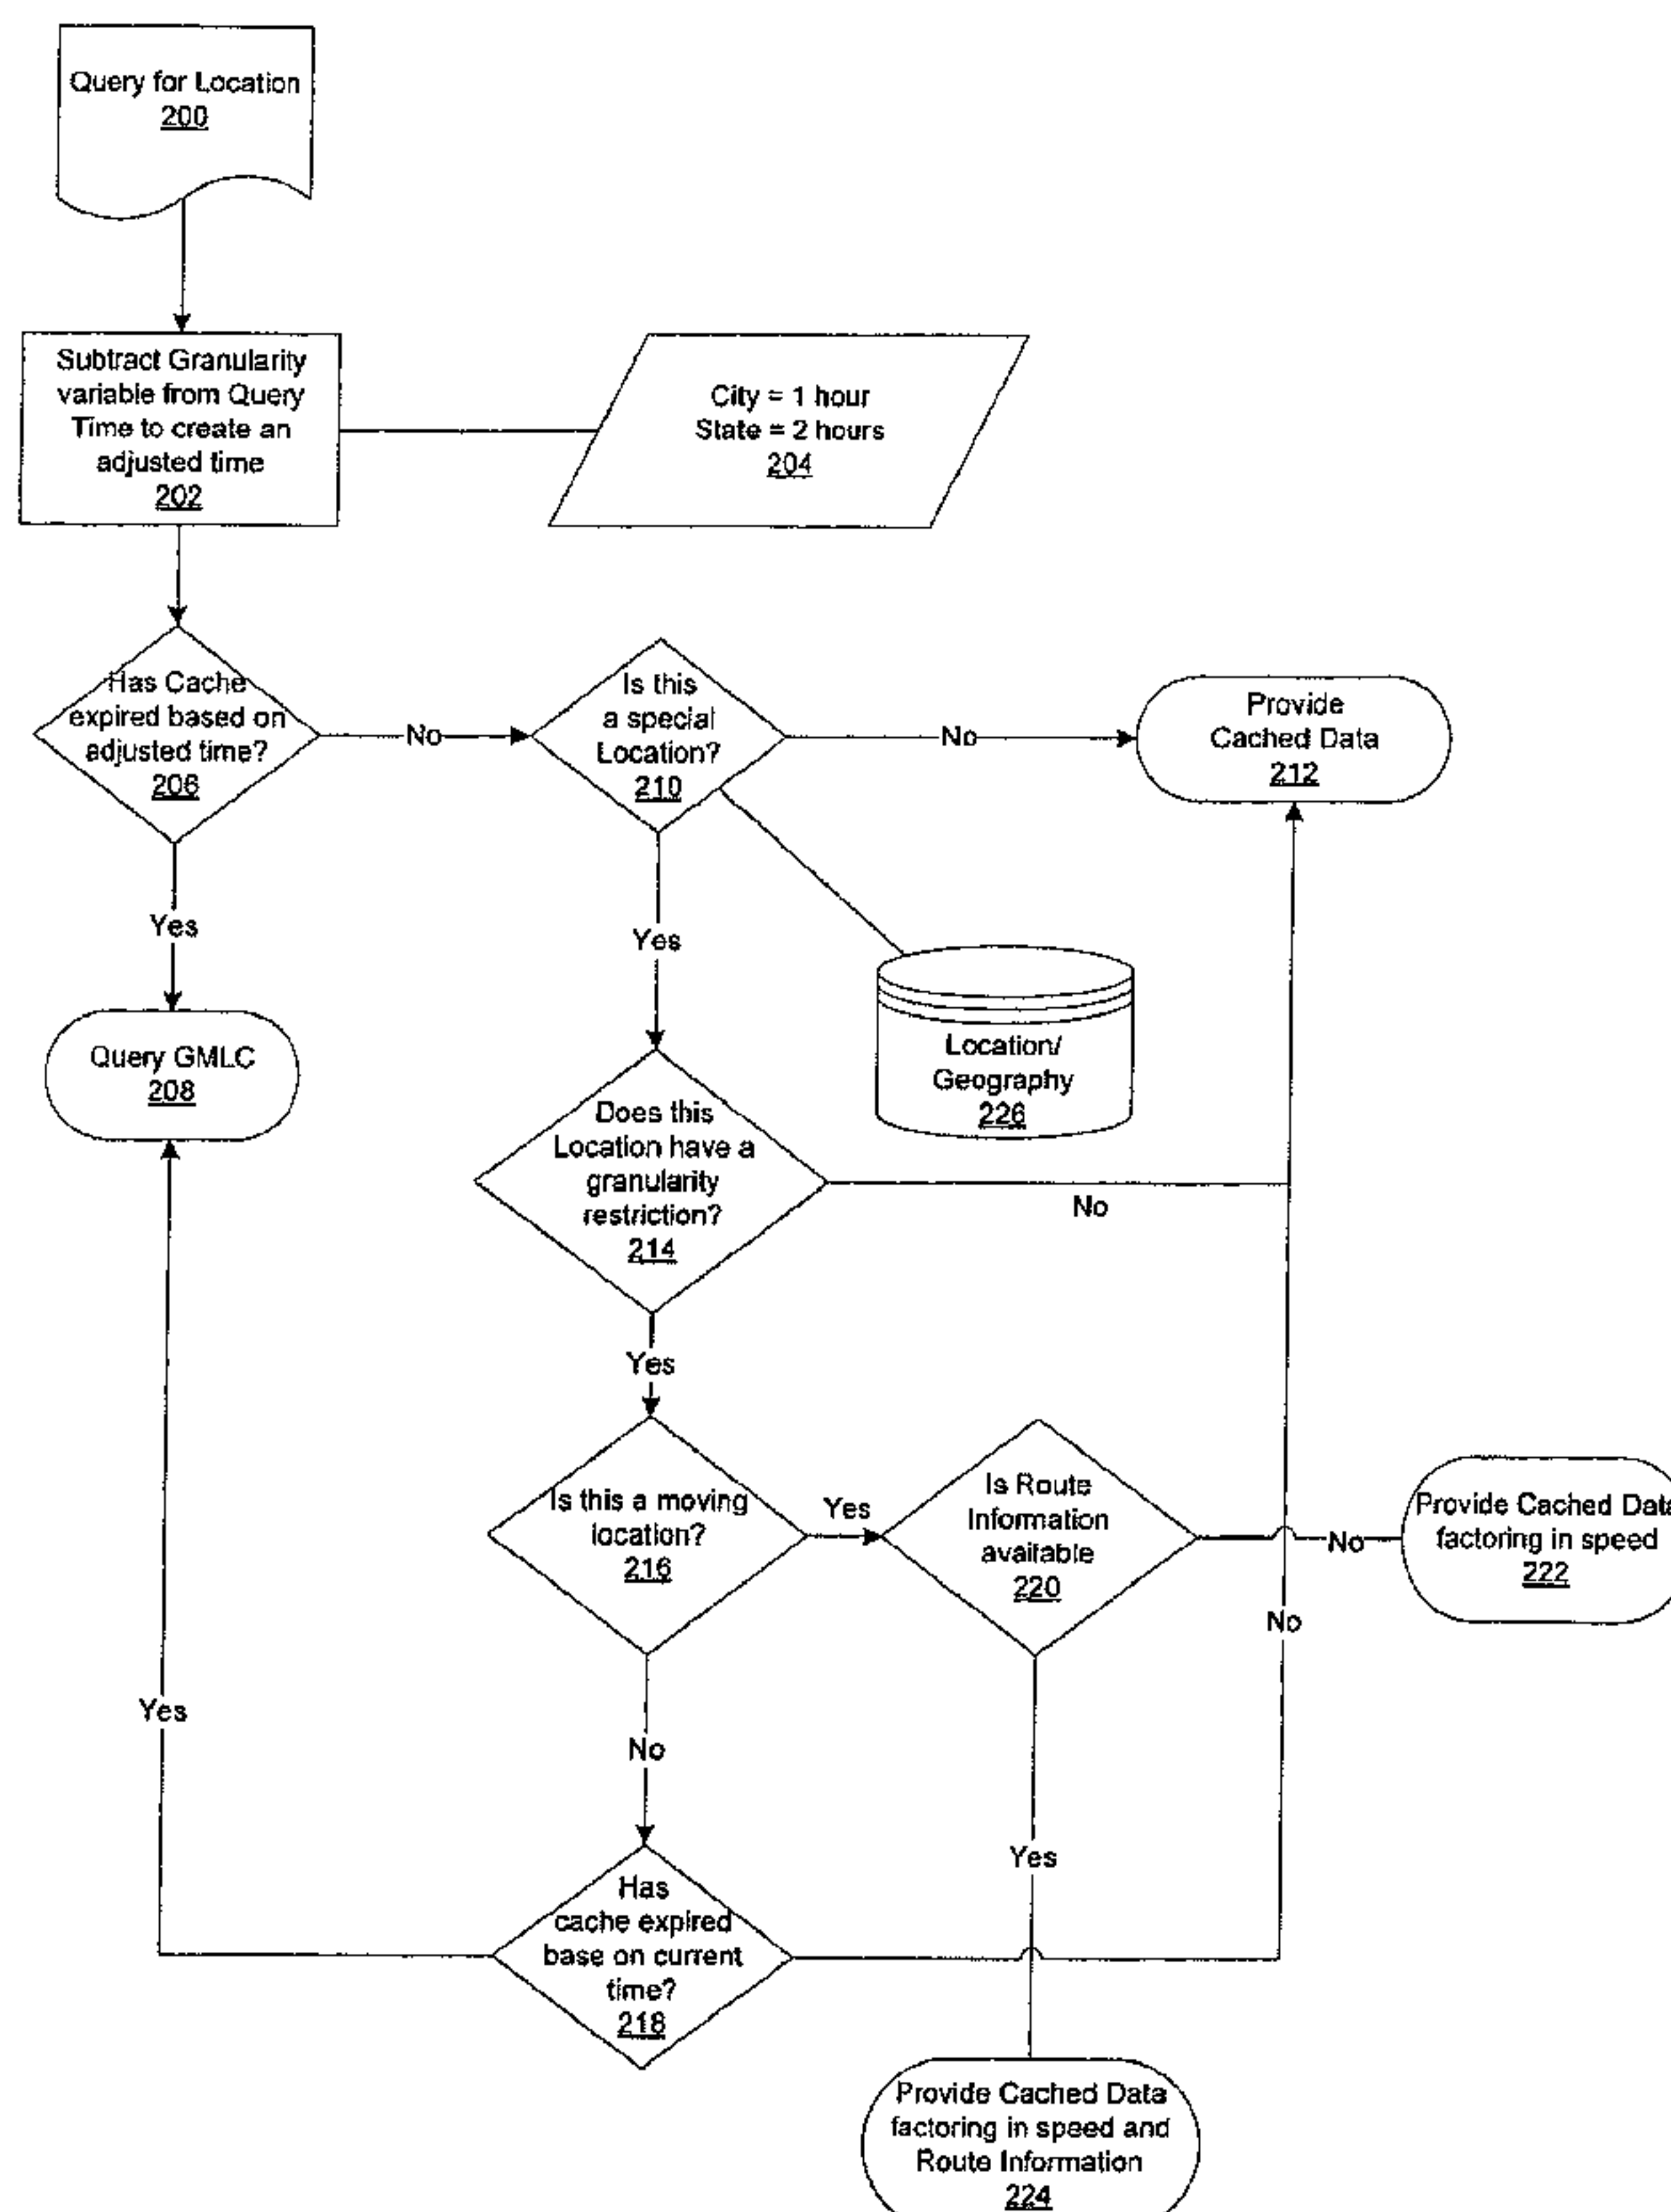 Query for Location
200
Subtract Granularity
variable from Query
Time to create an
adjusted time
202
City = 1 hour
State = 2 hours
204
Has Cache
expired based on
adjusted time?
206
No
Is this
a special
Location?
210
No
Provide
Cached Data
212
Yes
Yes
Query GMLC
208
Location/
Geography
226
Does this
Location have a
granularity
restriction?
214
No
Yes
Is this a moving
location?
216
Yes
Is Route
Information
available
220
No
Provide Cached Data
factoring in speed
222
No
Yes
No
Yes
Has
cache expired
base on current
time?
218
Provide Cached Data
factoring in speed and
Route Information
224